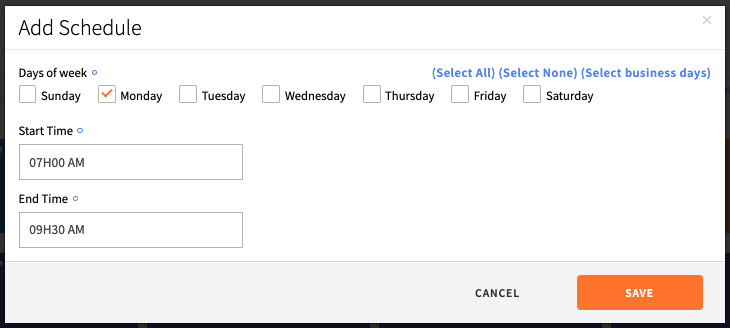 Add Schedule
×
Days of week
(Select All) (Select None) (Select business days)
Sunday Monday Tuesday Wednesday Thursday Friday Saturday
Start Time
07H00 AM
End Time
09H30 AM
CANCEL SAVE